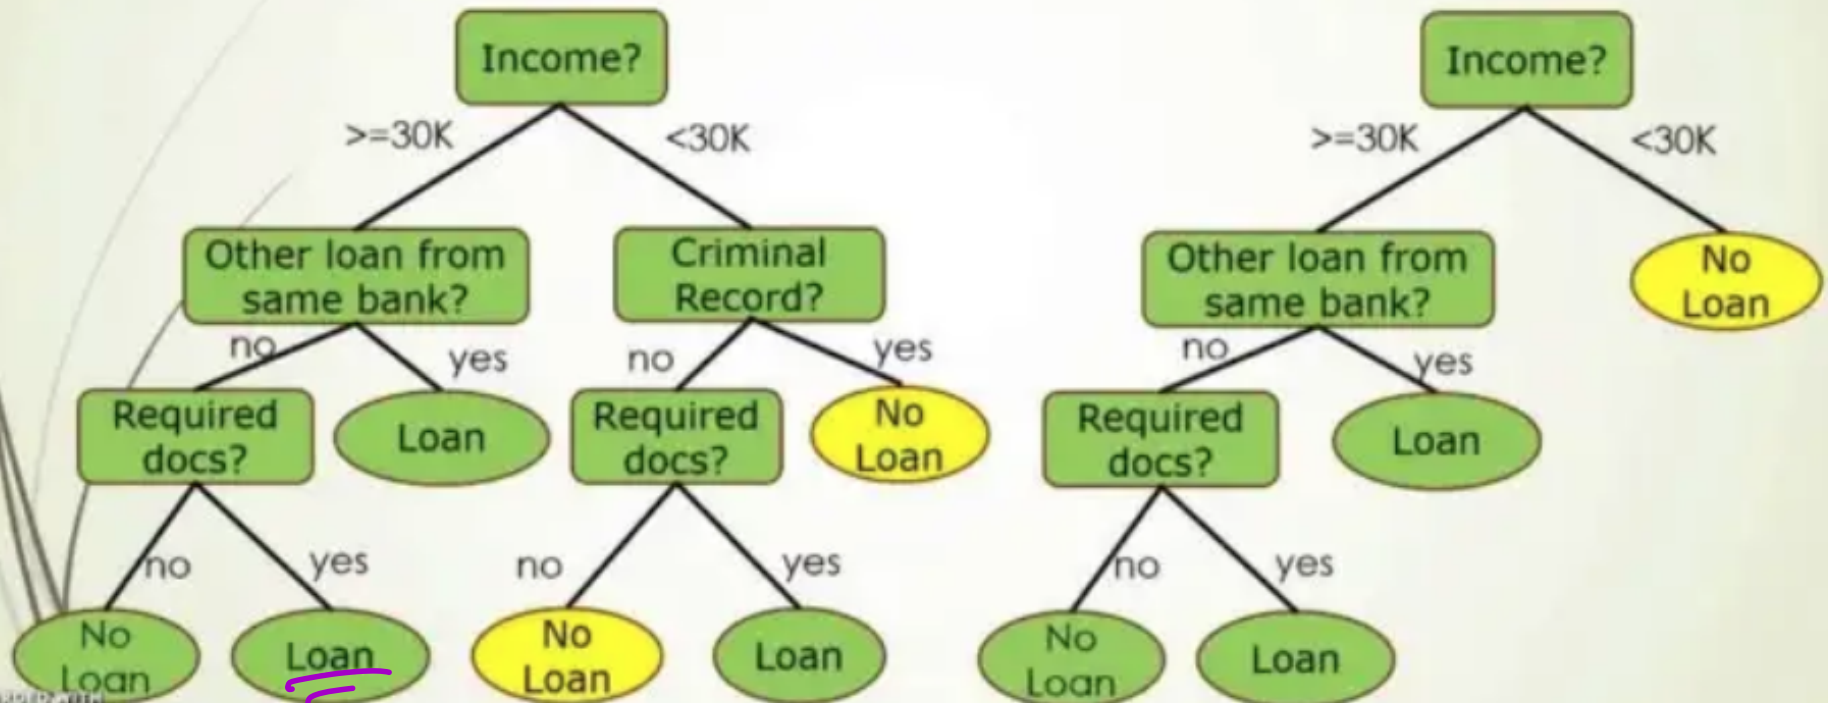 Income?
>=30K
<30K
Other loan from
same bank?
Criminal
Record?
no
yes
no
yes
Required
docs?
Loan
Required
docs?
No
Loan
no
yes
no
yes
No
Loan
Loan
No
Loan
Loan
Income?
>=30K
<30K
Other loan from
same bank?
No
Loan
no
yes
Required
docs?
Loan
no
yes
No
Loan
Loan